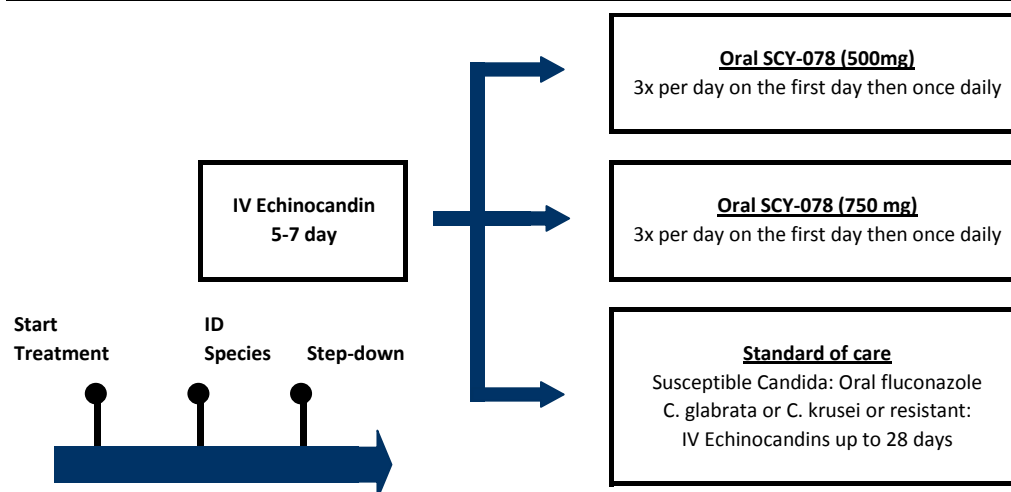 Oral SCY-078 (500mg)
3x per day on the first day then once daily
IV Echinocandin
5-7 day
Oral SCY-078 (750 mg)
3x per day on the first day then once daily
Start
Treatment
ID
Species
Step-down
Standard of care
Susceptible Candida: Oral fluconazole
C. glabrata or C. krusei or resistant:
IV Echinocandins up to 28 days